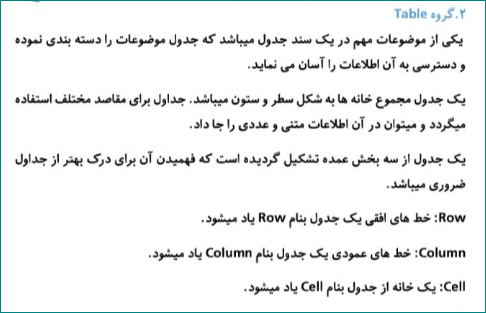 ۲.گروه Table
یکی از موضوعات مهم در یک سند جدول میباشد که جدول موضوعات را دسته بندی نموده
و دسترسی به آن اطلاعات را آسان می نماید.
یک جدول مجموع خانه ها به شکل سطر و ستون میباشد. جداول برای مقاصد مختلف استفاده
میگردد و میتوان در آن اطلاعات متنی و عددی را جا داد.
یک جدول از سه بخش عمده تشکیل گردیده است که فهمیدن آن برای درک بهتر از جداول
ضروری میباشد.
Row: خط های افقی یک جدول بنام Row یاد میشود.
Column: خط های عمودی یک جدول بنام Column یاد میشود.
Cell: یک خانه از جدول بنام Cell یاد میشود.